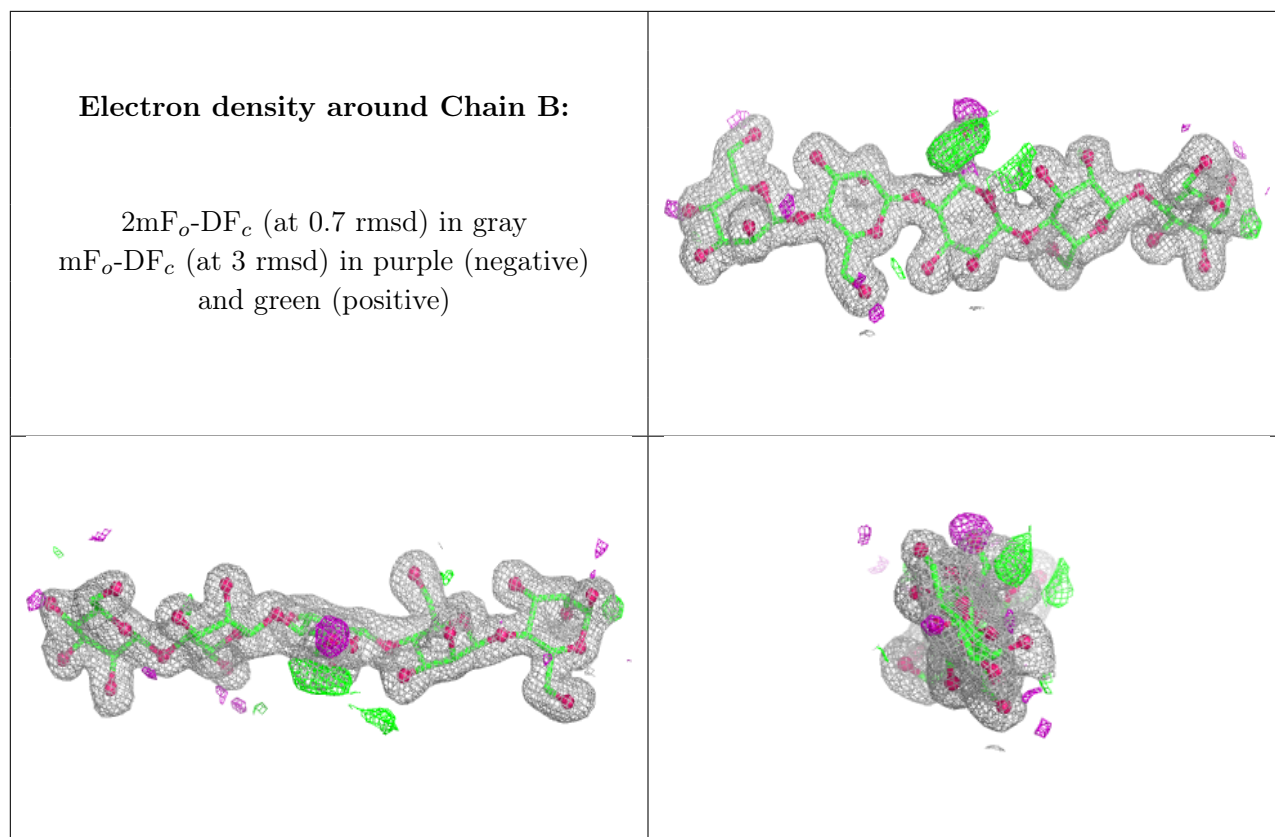 Electron density around Chain B:
2mFo-DFc (at 0.7 rmsd) in gray
mFo-DFc (at 3 rmsd) in purple (negative)
and green (positive)